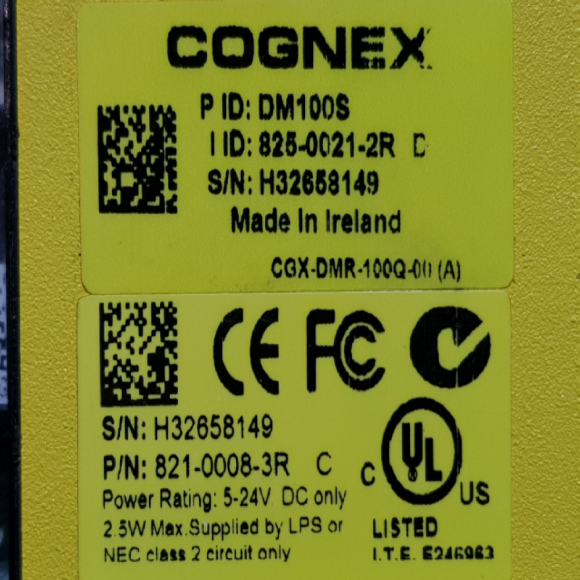 COGNEX
P ID: DM100S
I ID: 825-0021-2R D
S/N: H32658149
Made In Ireland
CGX-DMR-100Q-00 (A)
CE FC
S/N: H32658149
P/N: 821-0008-3R C
C UL US
Power Rating: 5-24V DC only
2.5W Max.Supplied by LPS or
NEC class 2 circuit only
LISTED
I.T.E. E246983